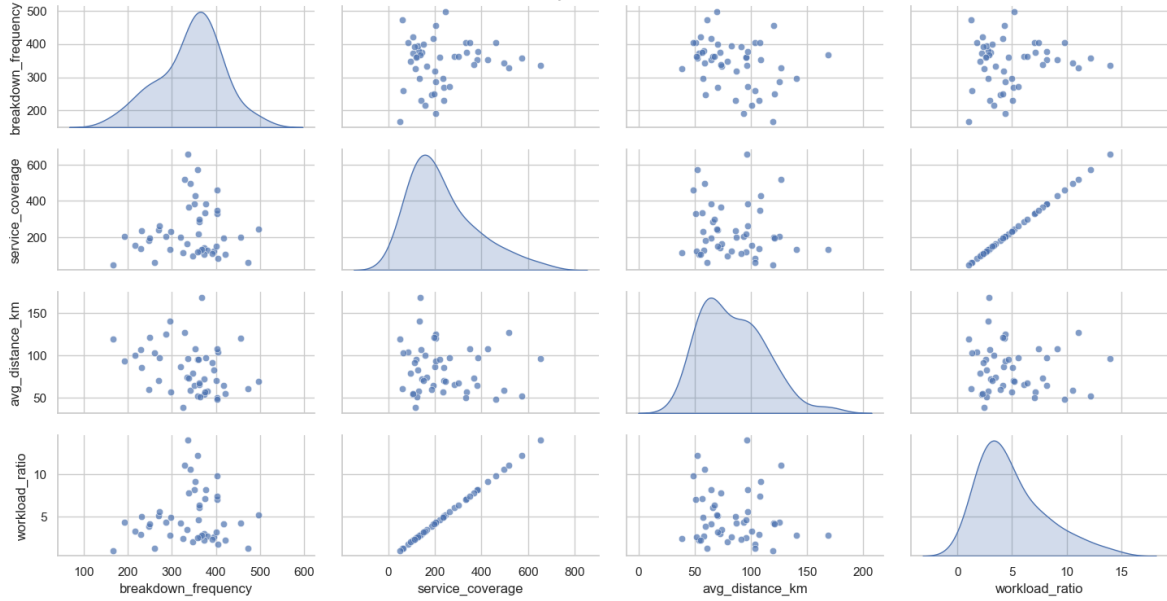 breakdown_frequency
500
400
300
200
service_coverage
600
400
200
avg_distance_km
150
100
50
workload_ratio
10
5
100 200 300 400 500 600
0 200 400 600 800
0 50 100 150 200
0 5 10 15
breakdown_frequency
service_coverage
avg_distance_km
workload_ratio